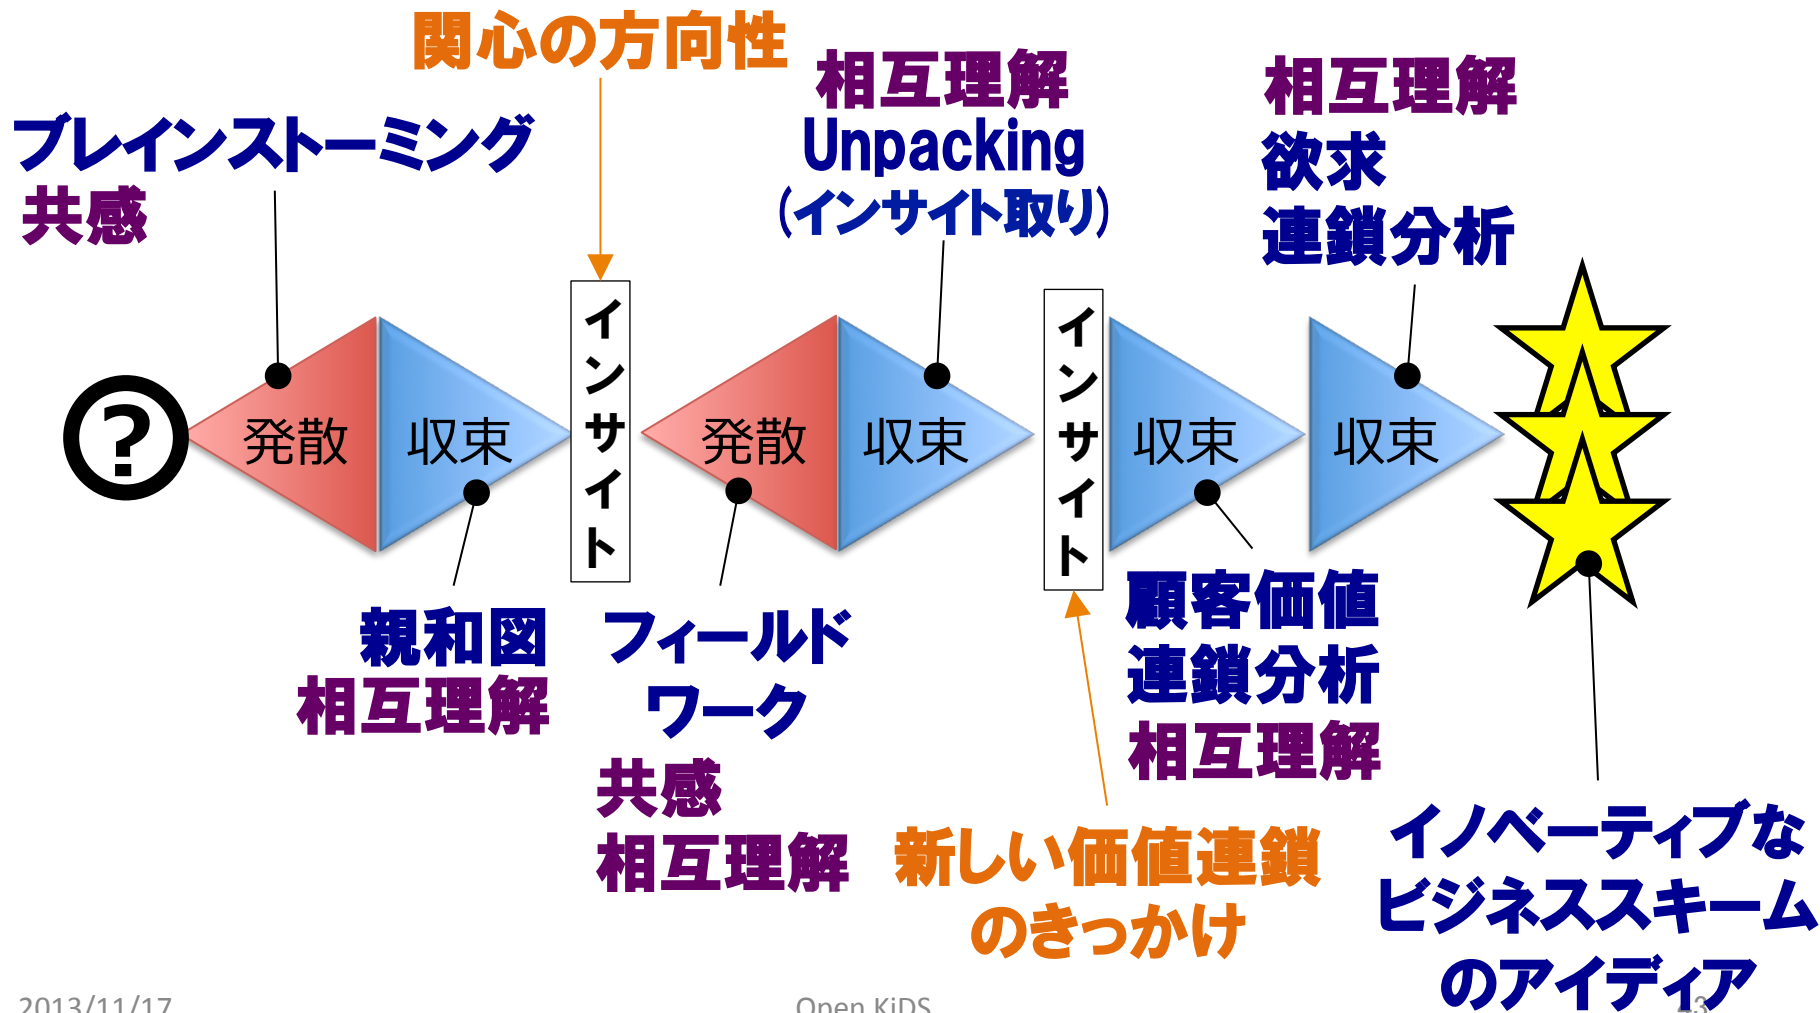 関心の方向性
ブレインストーミング
共感
相互理解
Unpacking
(インサイト取り)
相互理解
欲求
連鎖分析
?
発散
収束
インサイト
発散
収束
インサイト
収束
収束
親和図
相互理解
フィールド
ワーク
共感
相互理解
顧客価値
連鎖分析
相互理解
新しい価値連鎖
のきっかけ
イノベーティブな
ビジネススキーム
のアイディア
2013/11/17
Open KiDS
43